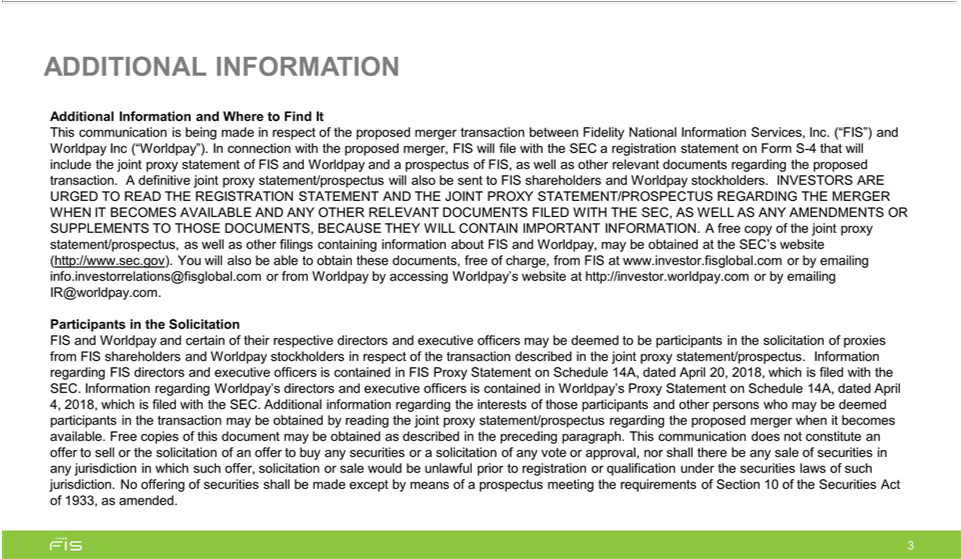 ADDITIONAL INFORMATION
Additional Information and Where to Find It
This communication is being made in respect of the proposed merger transaction between Fidelity National Information Services, Inc. (“FIS”) and
Worldpay Inc (“Worldpay”). In connection with the proposed merger, FIS will file with the SEC a registration statement on Form S-4 that will
include the joint proxy statement of FIS and Worldpay and a prospectus of FIS, as well as other relevant documents regarding the proposed
transaction.  A definitive joint proxy statement/prospectus will also be sent to FIS shareholders and Worldpay stockholders.  INVESTORS ARE
URGED TO READ THE REGISTRATION STATEMENT AND THE JOINT PROXY STATEMENT/PROSPECTUS REGARDING THE MERGER
WHEN IT BECOMES AVAILABLE AND ANY OTHER RELEVANT DOCUMENTS FILED WITH THE SEC, AS WELL AS ANY AMENDMENTS OR
SUPPLEMENTS TO THOSE DOCUMENTS, BECAUSE THEY WILL CONTAIN IMPORTANT INFORMATION. A free copy of the joint proxy
statement/prospectus, as well as other filings containing information about FIS and Worldpay, may be obtained at the SEC’s website
(http://www.sec.gov). You will also be able to obtain these documents, free of charge, from FIS at www.investor.fisglobal.com or by emailing
info.investorrelations@fisglobal.com or from Worldpay by accessing Worldpay’s website at http://investor.worldpay.com or by emailing
IR@worldpay.com.
Participants in the Solicitation
FIS and Worldpay and certain of their respective directors and executive officers may be deemed to be participants in the solicitation of proxies
from FIS shareholders and Worldpay stockholders in respect of the transaction described in the joint proxy statement/prospectus.  Information
regarding FIS directors and executive officers is contained in FIS Proxy Statement on Schedule 14A, dated April 20, 2018, which is filed with the
SEC. Information regarding Worldpay’s directors and executive officers is contained in Worldpay’s Proxy Statement on Schedule 14A, dated April
4, 2018, which is filed with the SEC. Additional information regarding the interests of those participants and other persons who may be deemed
participants in the transaction may be obtained by reading the joint proxy statement/prospectus regarding the proposed merger when it becomes
available. Free copies of this document may be obtained as described in the preceding paragraph. This communication does not constitute an
offer to sell or the solicitation of an offer to buy any securities or a solicitation of any vote or approval, nor shall there be any sale of securities in
any jurisdiction in which such offer, solicitation or sale would be unlawful prior to registration or qualification under the securities laws of such
jurisdiction. No offering of securities shall be made except by means of a prospectus meeting the requirements of Section 10 of the Securities Act
of 1933, as amended.
FIS
3